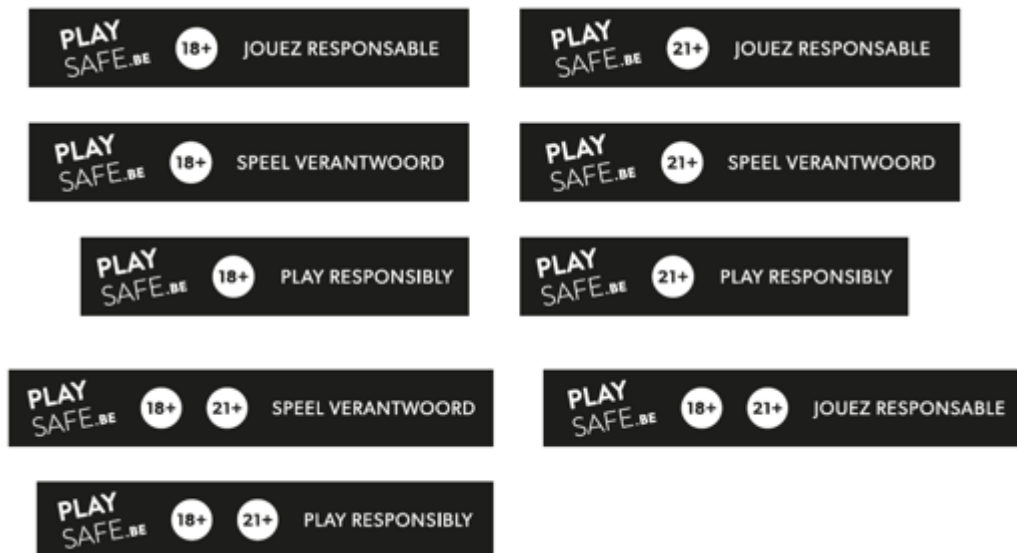 PLAY
SAFE.BE 18+ JOUEZ RESPONSABLE
PLAY
SAFE.BE 21+ JOUEZ RESPONSABLE
PLAY
SAFE.BE 18+ SPEEL VERANTWOORD
PLAY
SAFE.BE 21+ SPEEL VERANTWOORD
PLAY
SAFE.BE 18+ PLAY RESPONSIBLY
PLAY
SAFE.BE 21+ PLAY RESPONSIBLY
PLAY
SAFE.BE 18+ 21+ SPEEL VERANTWOORD
PLAY
SAFE.BE 18+ 21+ JOUEZ RESPONSABLE
PLAY
SAFE.BE 18+ 21+ PLAY RESPONSIBLY